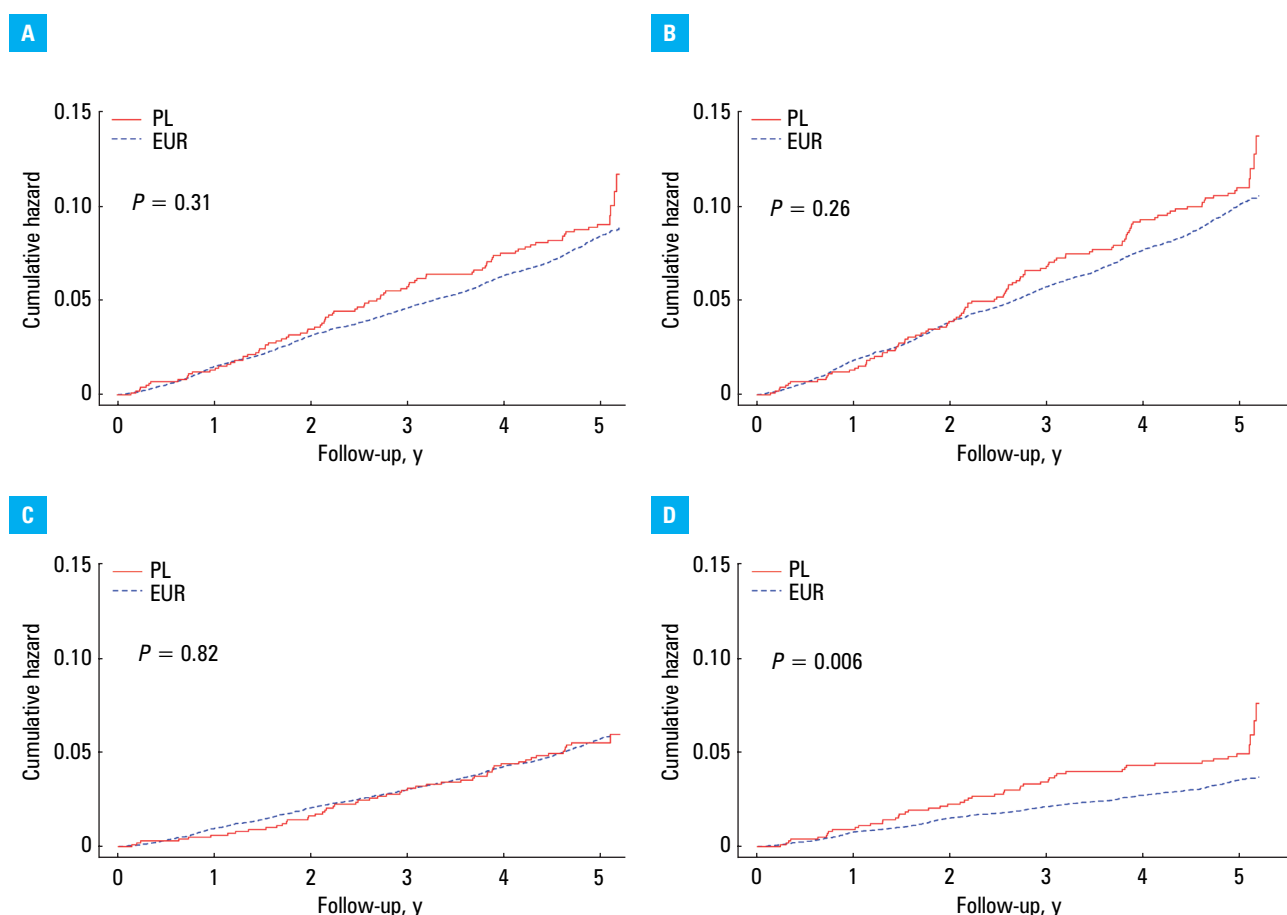 A
0.15
PL
EUR
P = 0.31
0.10
0.05
0
Cumulative hazard
0 1 2 3 4 5
Follow-up, y
B
0.15
PL
EUR
P = 0.26
0.10
0.05
0
Cumulative hazard
0 1 2 3 4 5
Follow-up, y
C
0.15
PL
EUR
P = 0.82
0.10
0.05
0
Cumulative hazard
0 1 2 3 4 5
Follow-up, y
D
0.15
PL
EUR
P = 0.006
0.10
0.05
0
Cumulative hazard
0 1 2 3 4 5
Follow-up, y